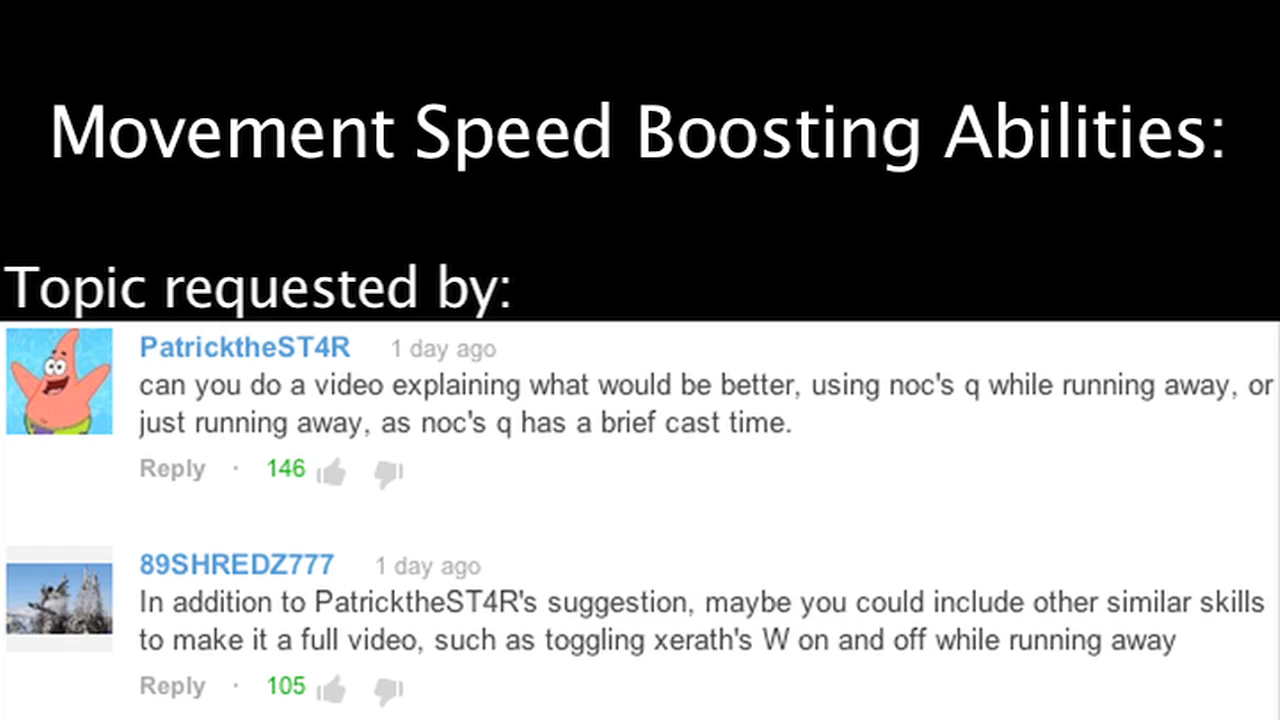 Movement Speed Boosting Abilities:
Topic requested by:
PatricktheST4R 1 day ago
can you do a video explaining what would be better, using noc's q while running away, or
just running away, as noc's q has a brief cast time.
Reply · 146
89SHREDZ777 1 day ago
In addition to PatricktheST4R's suggestion, maybe you could include other similar skills
to make it a full video, such as toggling xerath's W on and off while running away
Reply · 105